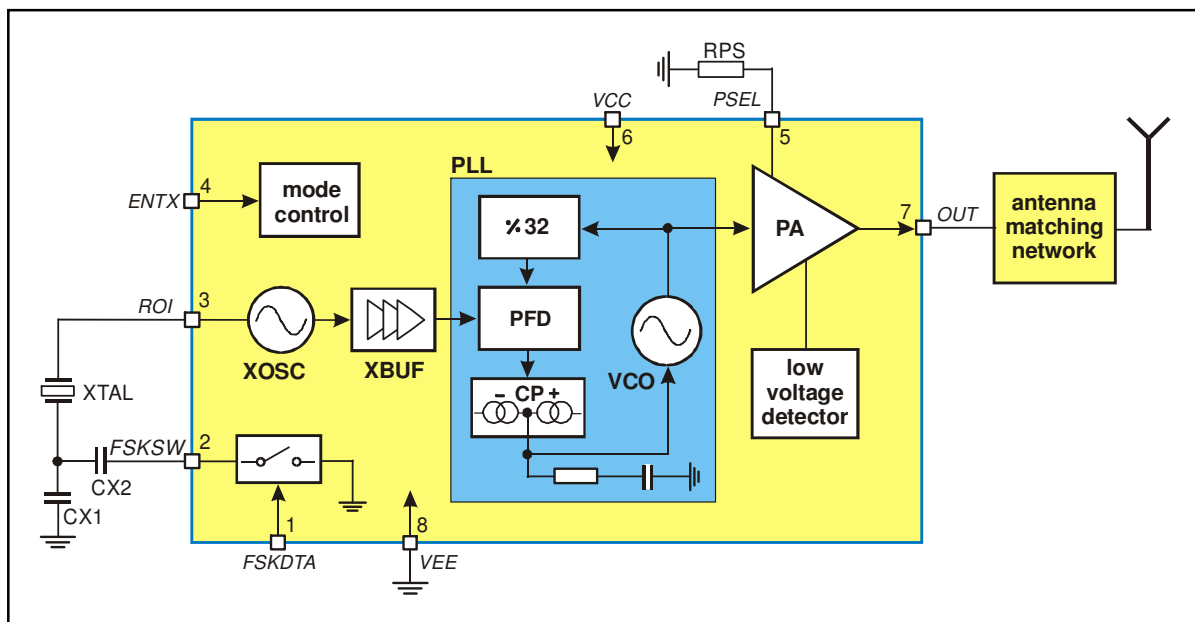 RPS
VCC
PSEL
6
5
PLL
4
ENTX
mode
control
⁒32
PA
7
OUT
antenna
matching
network
3
ROI
XOSC
XBUF
PFD
VCO
low
voltage
detector
- CP +
XTAL
FSKSW
2
CX2
CX1
1
8
FSKDTA
VEE